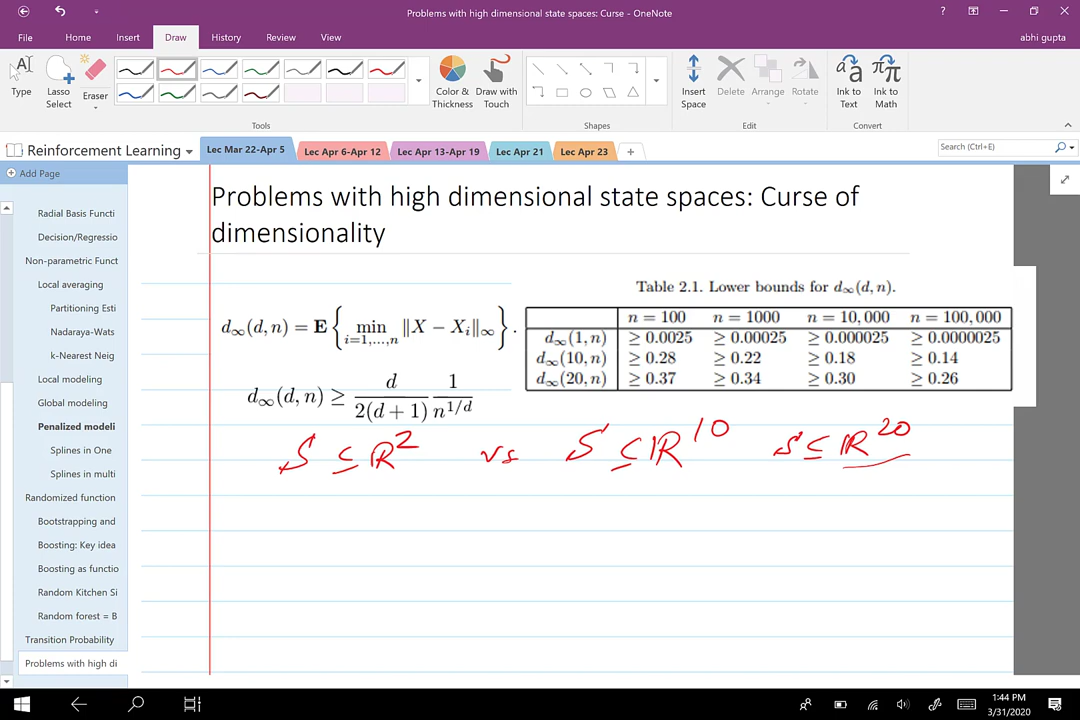 Problems with high dimensional state spaces: Curse - OneNote
?
File Home Insert Draw History Review View abhi gupta
Type Lasso Select Eraser Color & Thickness Draw with Touch Insert Space Delete Arrange Rotate Ink to Text Ink to Math
Tools Shapes Edit Convert
Reinforcement Learning Lec Mar 22-Apr 5 Lec Apr 6-Apr 12 Lec Apr 13-Apr 19 Lec Apr 21 Lec Apr 23 + Search (Ctrl+E)
Add Page
Radial Basis Functi
Decision/Regressio
Non-parametric Funct
Local averaging
Partitioning Esti
Nadaraya-Wats
k-Nearest Neig
Local modeling
Global modeling
Penalized modeli
Splines in One
Splines in multi
Randomized function
Bootstrapping and
Boosting: Key idea
Boosting as functio
Random Kitchen Si
Random forest = B
Transition Probability
Problems with high di
Problems with high dimensional state spaces: Curse of
dimensionality
d∞(d, n) = E { min i=1,...,n ‖X − Xi‖∞ } .
d∞(d, n) ≥ d / 2(d + 1) 1 / n^1/d
Table 2.1. Lower bounds for d∞(d, n).
n = 100 n = 1000 n = 10,000 n = 100,000
d∞(1, n) ≥ 0.0025 ≥ 0.00025 ≥ 0.000025 ≥ 0.0000025
d∞(10, n) ≥ 0.28 ≥ 0.22 ≥ 0.18 ≥ 0.14
d∞(20, n) ≥ 0.37 ≥ 0.34 ≥ 0.30 ≥ 0.26
S ⊆ ℝ^2 vs S ⊆ ℝ^10 S ⊆ ℝ^20
1:44 PM
3/31/2020